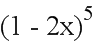 (1 - 2x)⁵